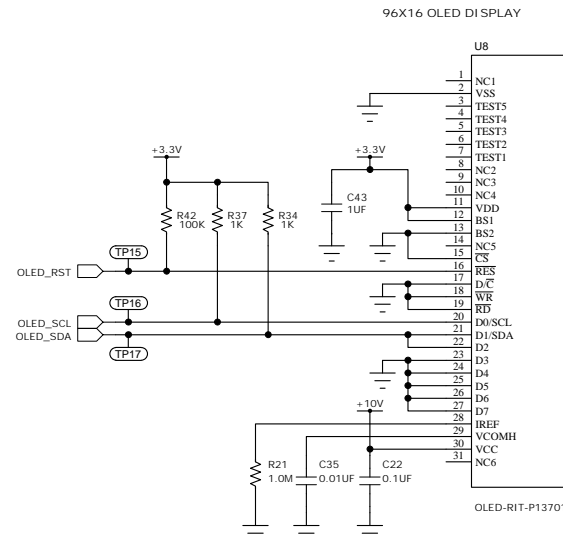 96X16 OLED DISPLAY
U8
1 NC1
2 VSS
3 TEST5
4 TEST4
5 TEST3
6 TEST2
7 TEST1
8 NC2
9 NC3
10 NC4
11 VDD
12 BS1
13 BS2
14 NC5
15 CS
16 RES
17 D/C
18 WR
19 RD
20 D0/SCL
21 D1/SDA
22 D2
23 D3
24 D4
25 D5
26 D6
27 D7
28 IREF
29 VCOMH
30 VCC
31 NC6
+3.3V
+3.3V
C43
1UF
R42
100K
R37
1K
R34
1K
TP15
OLED_RST
TP16
OLED_SCL
OLED_SDA
TP17
+10V
R21
1.0M
C35
0.01UF
C22
0.1UF
OLED-RIT-P13701